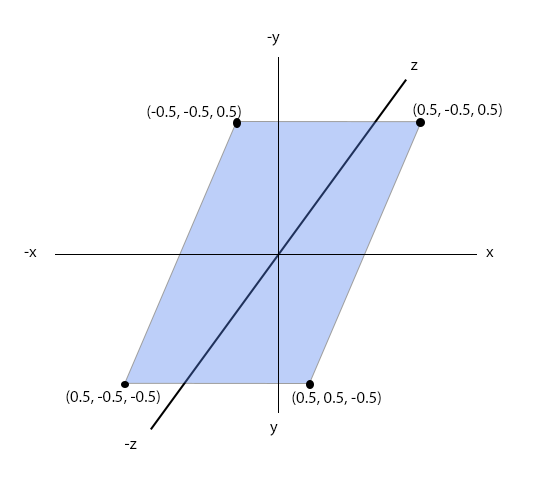 -y
z
(-0.5, -0.5, 0.5)
(0.5, -0.5, 0.5)
-x
x
(0.5, -0.5, -0.5)
(0.5, 0.5, -0.5)
y
-z